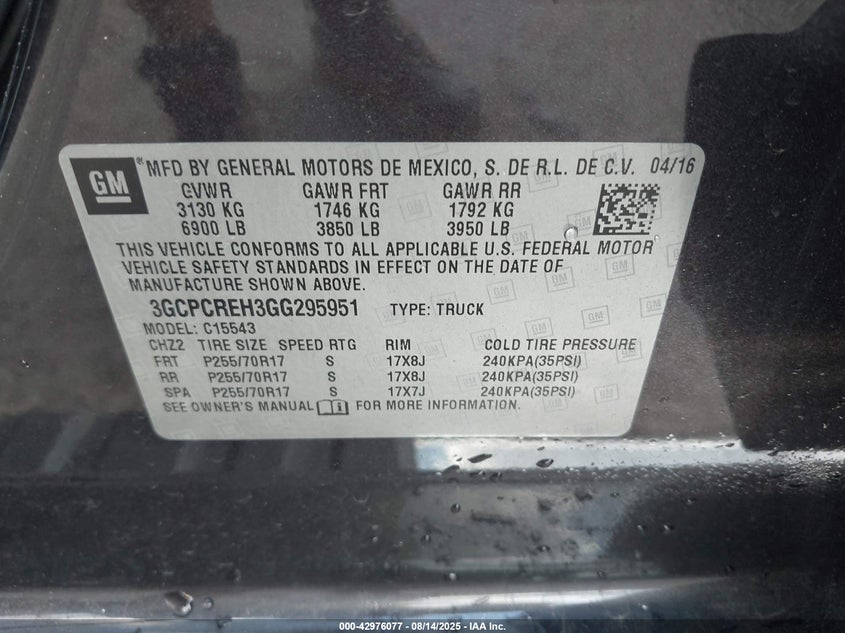 GM® MFD BY GENERAL MOTORS DE MEXICO, S. DE R.L. DE C.V. 04/16
GVWR GAWR FRT GAWR RR
3130 KG 1746 KG 1792 KG
6900 LB 3850 LB 3950 LB
THIS VEHICLE CONFORMS TO ALL APPLICABLE U.S. FEDERAL MOTOR
VEHICLE SAFETY STANDARDS IN EFFECT ON THE DATE OF
MANUFACTURE SHOWN ABOVE.
3GCPCREH3GG295951 TYPE: TRUCK
MODEL: C15543
CHZ2 TIRE SIZE SPEED RTG RIM COLD TIRE PRESSURE
FRT P255/70R17 S 17X8J 240KPA(35PSI)
RR P255/70R17 S 17X8J 240KPA(35PSI)
SPA P255/70R17 S 17X7J 240KPA(35PSI)
SEE OWNER'S MANUAL FOR MORE INFORMATION.
000-42976077 - 08/14/2025 - IAA Inc.